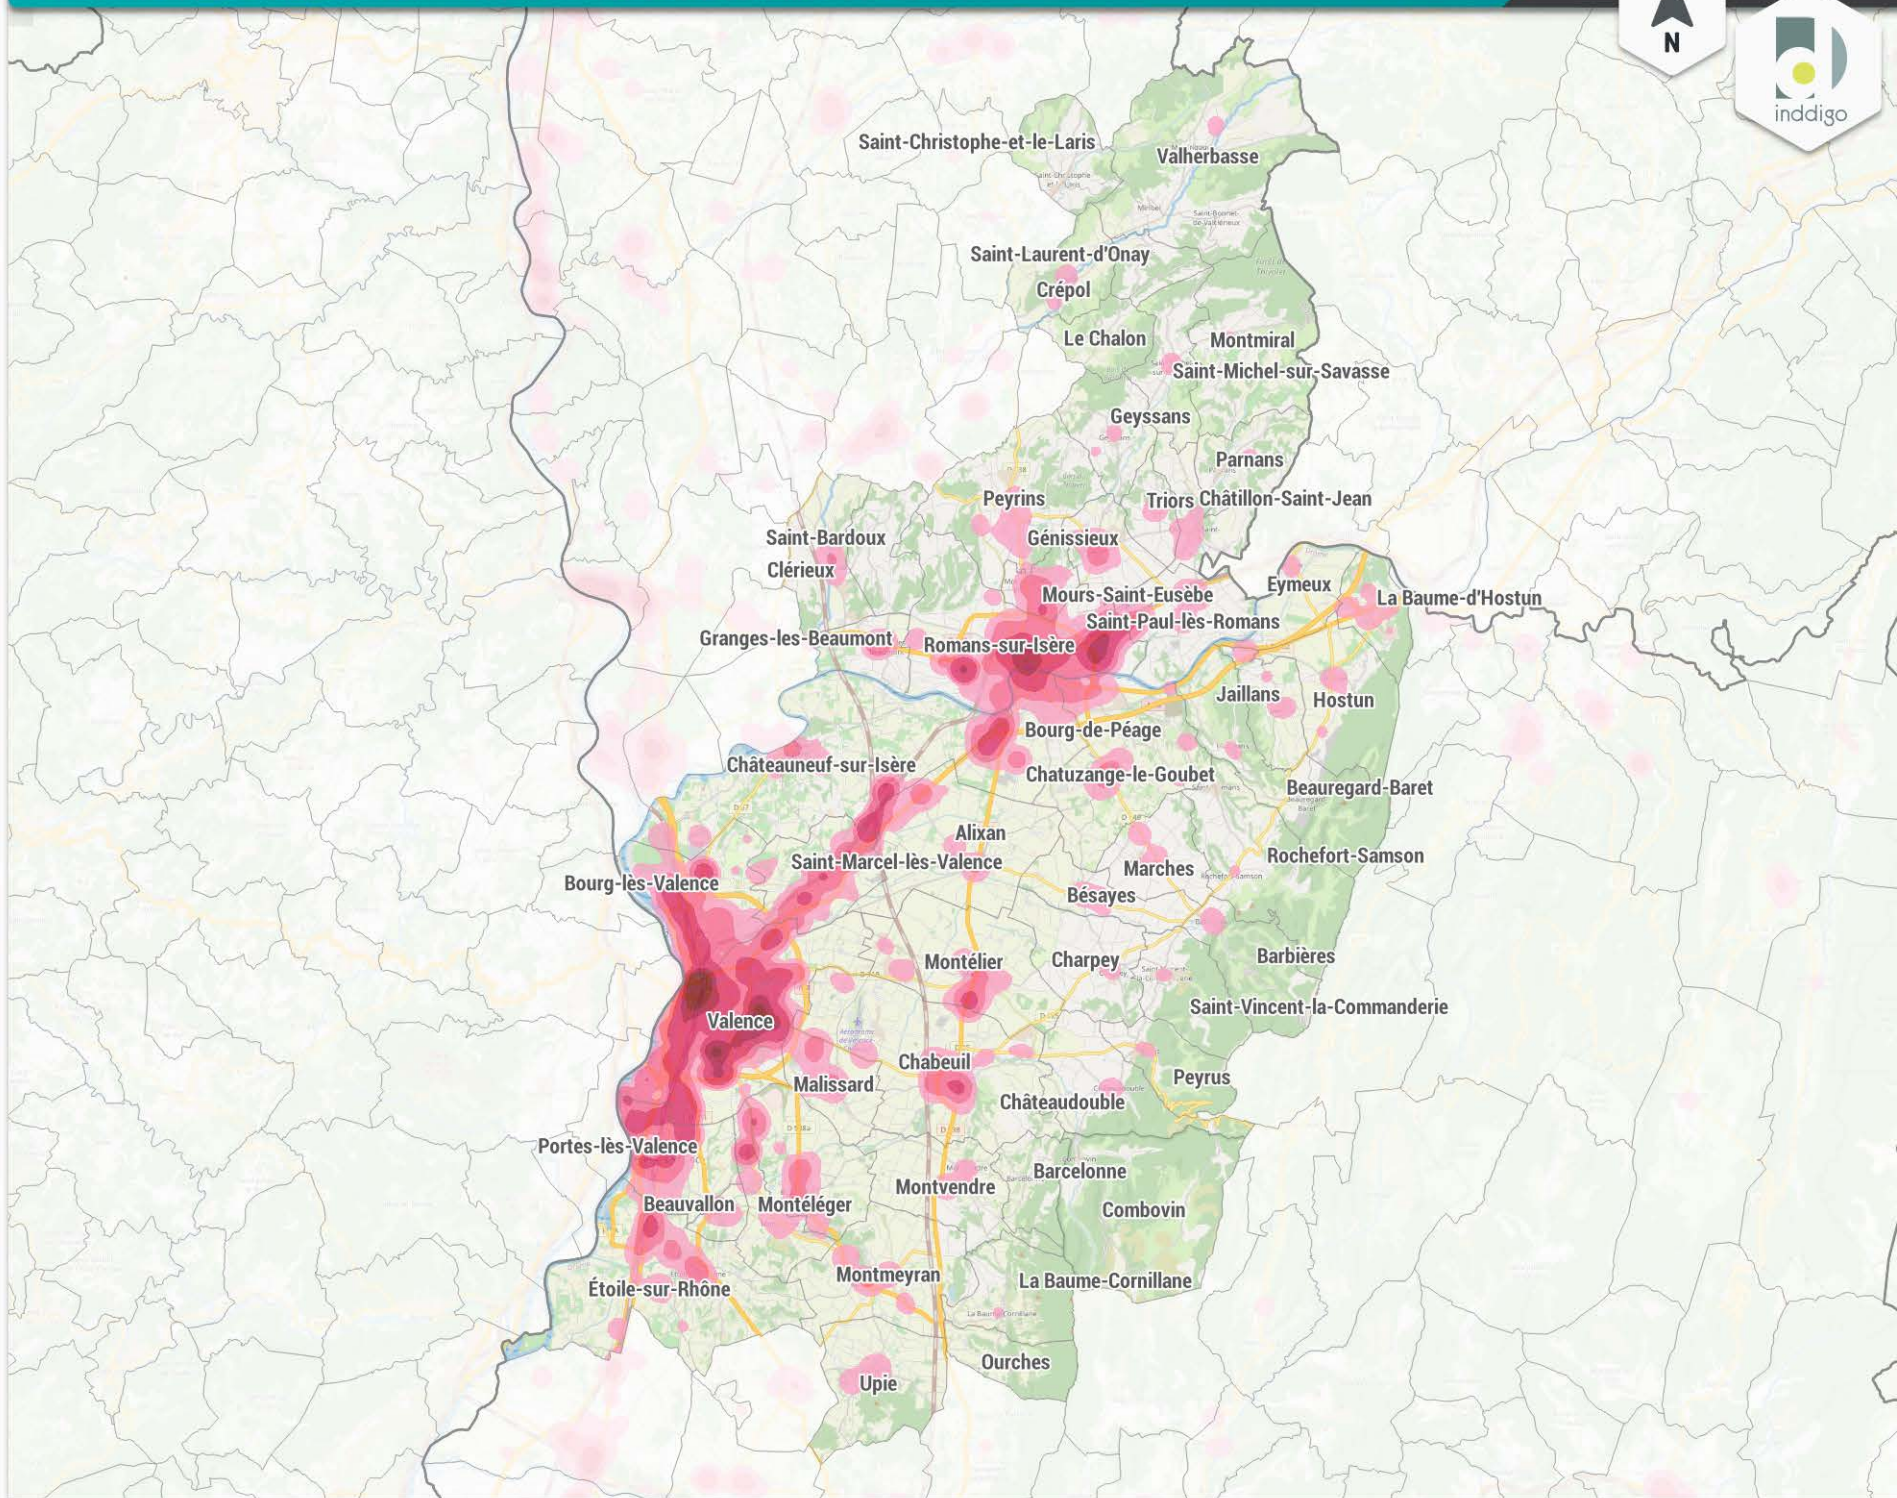 N
inddigo
Saint-Christophe-et-le-Laris
Valherbasse
Saint-Laurent-d'Onay
Crépol
Le Chalon
Montmiral
Saint-Michel-sur-Savasse
Geyssans
Parnans
Peyrins
Triors
Châtillon-Saint-Jean
Saint-Bardoux
Génissieux
Clérieux
Eymeux
Mours-Saint-Eusèbe
La Baume-d'Hostun
Saint-Paul-lès-Romans
Granges-les-Beaumont
Romans-sur-Isère
Jaillans
Hostun
Bourg-de-Péage
Châteauneuf-sur-Isère
Chatuzange-le-Goubet
Beauregard-Baret
Alixan
Saint-Marcel-lès-Valence
Rochefort-Samson
Marches
Bourg-lès-Valence
Bésayes
Montélier
Charpey
Barbières
Saint-Vincent-la-Commanderie
Valence
Chabeuil
Malissard
Peyrus
Châteaudouble
Portes-lès-Valence
Barcelonne
Montvendre
Beauvallon
Montéléger
Combovin
Montmeyran
La Baume-Cornillane
Étoile-sur-Rhône
Ourches
Upie